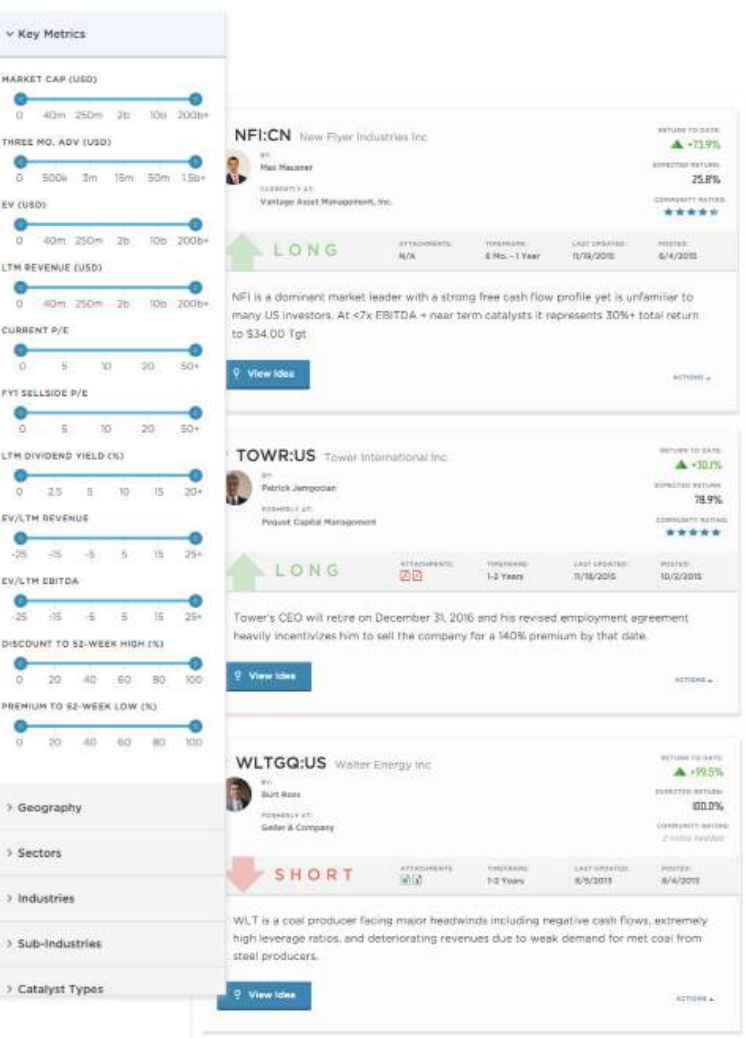 Key Metrics
MARKET CAP (USD)
0 40m 250m 2b 10b 200b+
THREE MO. ADV (USD)
0 500k 3m 15m 50m 1.5b+
EV (USD)
0 40m 250m 2b 10b 200b+
LTM REVENUE (USD)
0 40m 250m 2b 10b 200b+
CURRENT P/E
0 5 10 20 50+
FY1 SELLSIDE P/E
0 5 10 20 50+
LTM DIVIDEND YIELD (%)
0 2.5 5 10 15 20+
EV/LTM REVENUE
-25 -15 -5 5 15 25+
EV/LTM EBITDA
-25 -15 -5 5 15 25+
DISCOUNT TO 52-WEEK HIGH (%)
0 20 40 60 80 100
PREMIUM TO 52-WEEK LOW (%)
0 20 40 60 80 100
Geography
Sectors
Industries
Sub-Industries
Catalyst Types
NFI:CN New Flyer Industries Inc
BY:
Max Mausner
CURRENTLY AT:
Vantage Asset Management, Inc.
RETURN TO DATE:
+73.9%
EXPECTED RETURN:
25.8%
COMMUNITY RATING:
LONG
ATTACHMENTS: TIMEFRAME: LAST UPDATED: POSTED:
N/A 6 Mo. - 1 Year 11/19/2015 6/4/2015
NFI is a dominant market leader with a strong free cash flow profile yet is unfamiliar to
many US investors. At <7x EBITDA + near term catalysts it represents 30%+ total return
to $34.00 Tgt
View Idea
ACTIONS
TOWR:US Tower International Inc
BY:
Patrick Jemgocian
FORMERLY AT:
Pequot Capital Management
RETURN TO DATE:
+30.1%
EXPECTED RETURN:
78.9%
COMMUNITY RATING:
LONG
ATTACHMENTS: TIMEFRAME: LAST UPDATED: POSTED:
1-2 Years 11/18/2015 10/2/2015
Tower's CEO will retire on December 31, 2016 and his revised employment agreement
heavily incentivizes him to sell the company for a 140% premium by that date.
View Idea
ACTIONS
WLTGQ:US Walter Energy Inc
BY:
Burt Ross
FORMERLY AT:
Geller & Company
RETURN TO DATE:
+99.5%
EXPECTED RETURN:
100.0%
COMMUNITY RATING:
2 more needed
SHORT
ATTACHMENTS: TIMEFRAME: LAST UPDATED: POSTED:
1-2 Years
WLT is a coal producer facing major headwinds including negative cash flows, extremely
high leverage ratios, and deteriorating revenues due to weak demand for met coal from
steel producers.
View Idea
ACTIONS